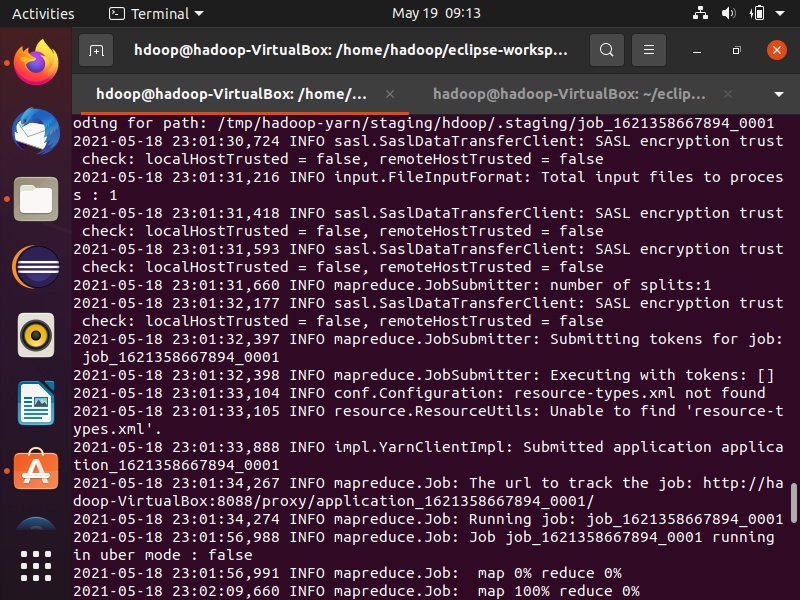 Activities Terminal May 19 09:13
hdoop@hadoop-VirtualBox: /home/hadoop/eclipse-worksp...
hdoop@hadoop-VirtualBox: /home/... hadoop@hadoop-VirtualBox: ~/eclip...
oding for path: /tmp/hadoop-yarn/staging/hdoop/.staging/job_1621358667894_0001
2021-05-18 23:01:30,724 INFO sasl.SaslDataTransferClient: SASL encryption trust
check: localHostTrusted = false, remoteHostTrusted = false
2021-05-18 23:01:31,216 INFO input.FileInputFormat: Total input files to proces
s : 1
2021-05-18 23:01:31,418 INFO sasl.SaslDataTransferClient: SASL encryption trust
check: localHostTrusted = false, remoteHostTrusted = false
2021-05-18 23:01:31,593 INFO sasl.SaslDataTransferClient: SASL encryption trust
check: localHostTrusted = false, remoteHostTrusted = false
2021-05-18 23:01:31,660 INFO mapreduce.JobSubmitter: number of splits:1
2021-05-18 23:01:32,177 INFO sasl.SaslDataTransferClient: SASL encryption trust
check: localHostTrusted = false, remoteHostTrusted = false
2021-05-18 23:01:32,397 INFO mapreduce.JobSubmitter: Submitting tokens for job:
job_1621358667894_0001
2021-05-18 23:01:32,398 INFO mapreduce.JobSubmitter: Executing with tokens: []
2021-05-18 23:01:33,104 INFO conf.Configuration: resource-types.xml not found
2021-05-18 23:01:33,105 INFO resource.ResourceUtils: Unable to find 'resource-t
ypes.xml'.
2021-05-18 23:01:33,888 INFO impl.YarnClientImpl: Submitted application applica
tion_1621358667894_0001
2021-05-18 23:01:34,267 INFO mapreduce.Job: The url to track the job: http://ha
doop-VirtualBox:8088/proxy/application_1621358667894_0001/
2021-05-18 23:01:34,274 INFO mapreduce.Job: Running job: job_1621358667894_0001
2021-05-18 23:01:56,988 INFO mapreduce.Job: Job job_1621358667894_0001 running
in uber mode : false
2021-05-18 23:01:56,991 INFO mapreduce.Job:  map 0% reduce 0%
2021-05-18 23:02:09,660 INFO mapreduce.Job:  map 100% reduce 0%